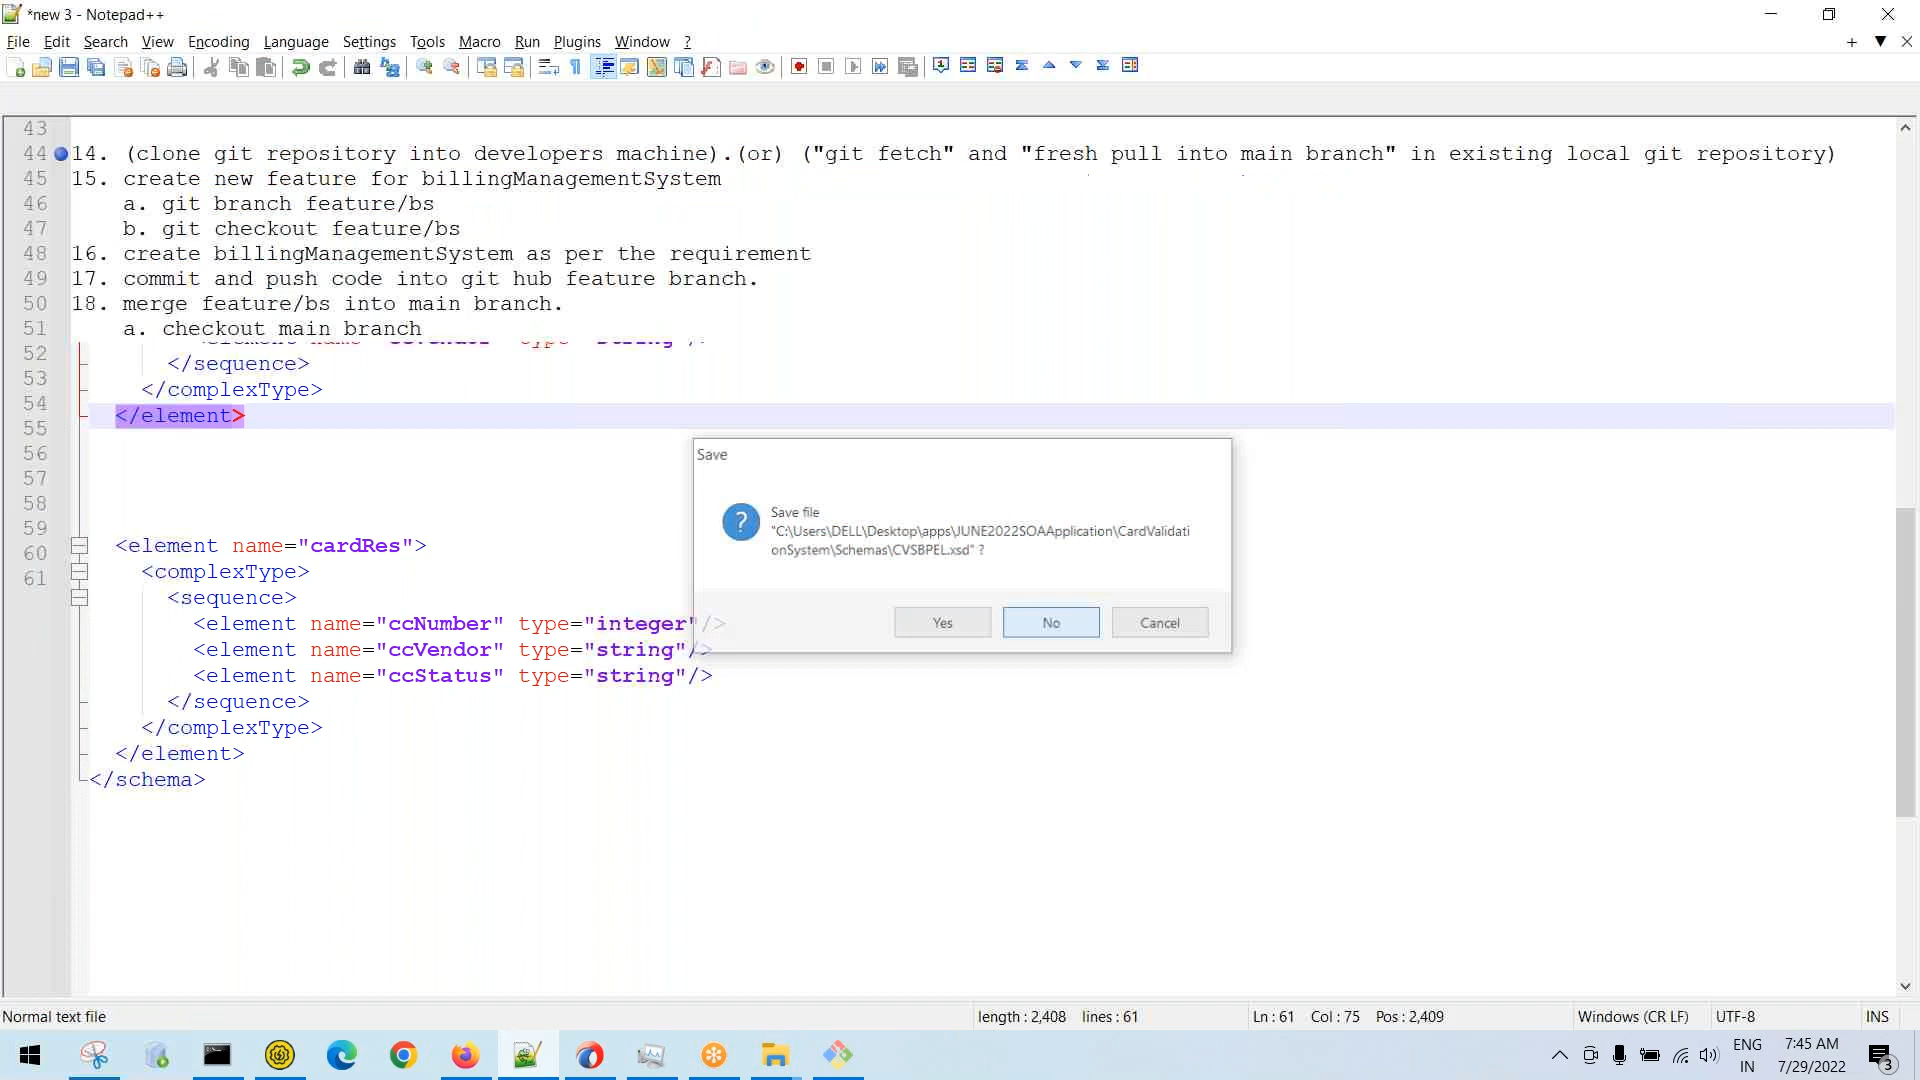 *new 3 - Notepad++
File Edit Search View Encoding Language Settings Tools Macro Run Plugins Window ?
43
44 14. (clone git repository into developers machine).(or) ("git fetch" and "fresh pull into main branch" in existing local git repository)
45 15. create new feature for billingManagementSystem
46 a. git branch feature/bs
47 b. git checkout feature/bs
48 16. create billingManagementSystem as per the requirement
49 17. commit and push code into git hub feature branch.
50 18. merge feature/bs into main branch.
51 a. checkout main branch
52 </sequence>
53 </complexType>
54 </element>
55
56
57
58
59 <element name="cardRes">
60 <complexType>
61 <sequence>
<element name="ccNumber" type="integer"/>
<element name="ccVendor" type="string"/>
<element name="ccStatus" type="string"/>
</sequence>
</complexType>
</element>
</schema>
Save
Save file
"C:\Users\DELL\Desktop\apps\JUNE2022SOAApplication\CardValidati
onSystem\Schemas\CVSBPEL.xsd" ?
Yes No Cancel
Normal text file length : 2,408 lines : 61 Ln : 61 Col : 75 Pos : 2,409 Windows (CR LF) UTF-8 INS
ENG
IN
7:45 AM
7/29/2022
3